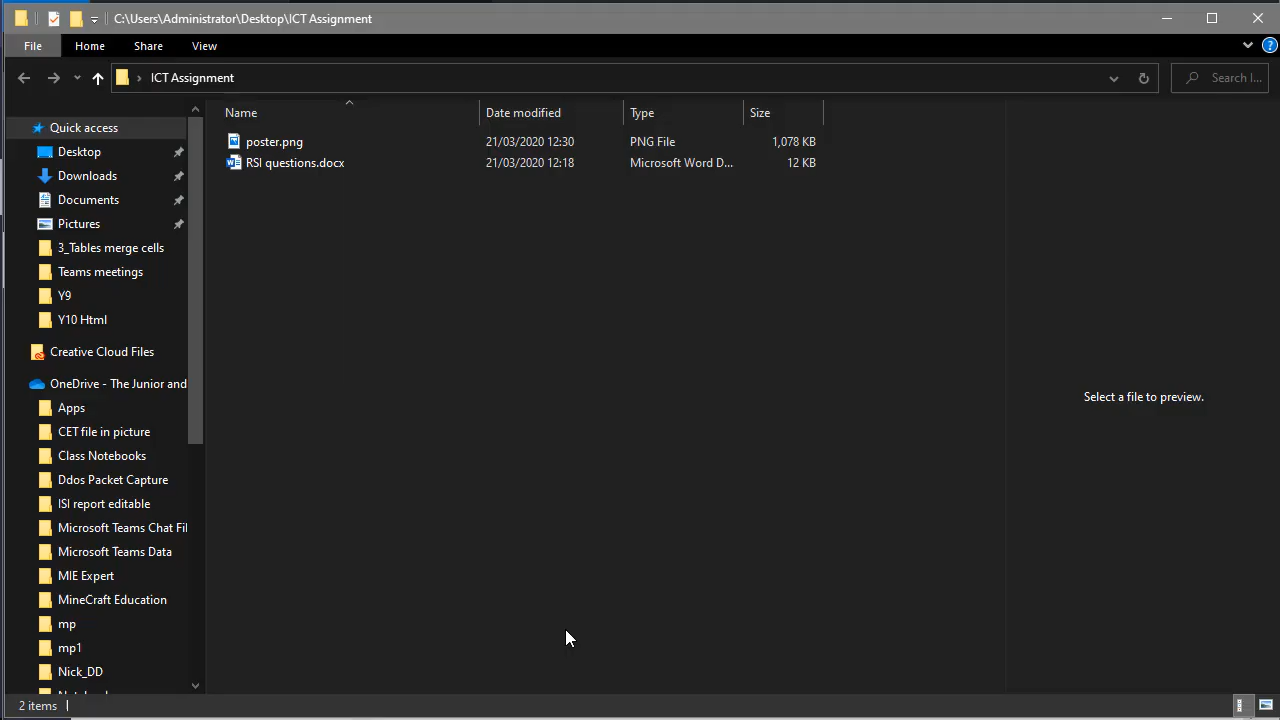 C:\Users\Administrator\Desktop\ICT Assignment
File Home Share View
ICT Assignment
Search I...
Name Date modified Type Size
poster.png 21/03/2020 12:30 PNG File 1,078 KB
RSI questions.docx 21/03/2020 12:18 Microsoft Word D... 12 KB
Quick access
Desktop
Downloads
Documents
Pictures
3_Tables merge cells
Teams meetings
Y9
Y10 Html
Creative Cloud Files
OneDrive - The Junior and
Apps
CET file in picture
Class Notebooks
Ddos Packet Capture
ISI report editable
Microsoft Teams Chat Fil
Microsoft Teams Data
MIE Expert
MineCraft Education
mp
mp1
Nick_DD
Select a file to preview.
2 items